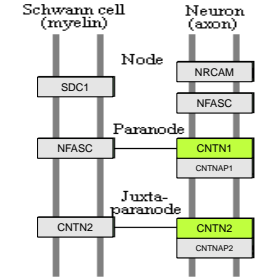 Schwann cell
(myelin)
Neuron
(axon)
Node
NRCAM
SDC1
NFASC
Paranode
NFASC
CNTN1
CNTNAP1
Juxta-
paranode
CNTN2
CNTN2
CNTNAP2